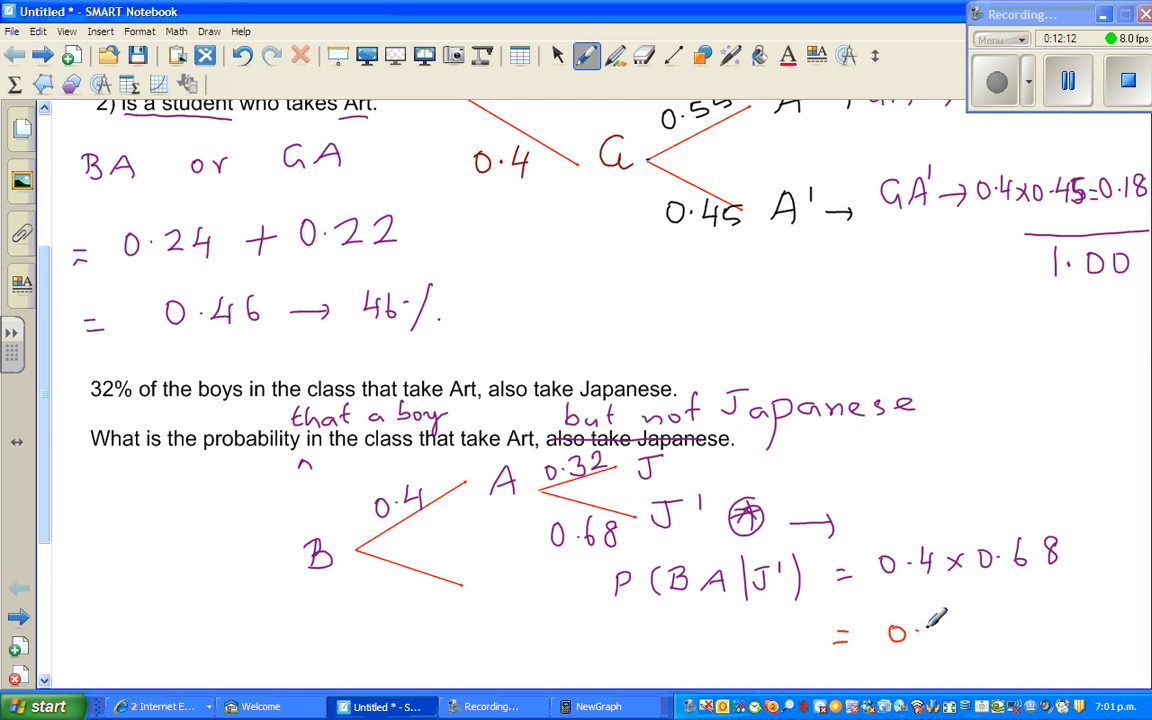 Untitled * - SMART Notebook
Recording...
File Edit View Insert Format Math Draw Help
Menu
0:12:12
8.0 fps
2) Is a student who takes Art.
0.55 A
BA or GA
0.4 G
GA' → 0.4×0.45=0.18
0.45 A' →
= 0.24 + 0.22
1.00
= 0.46 → 46%.
32% of the boys in the class that take Art, also take Japanese.
that a boy but not Japanese
What is the probability in the class that take Art, also take Japanese.
^
A 0.32 J
0.4
0.68 J' * →
B
P(BA|J') = 0.4 × 0.68
= 0.
start
2 Internet E...
Welcome
Untitled * - S...
Recording...
NewGraph
7:01 p.m.